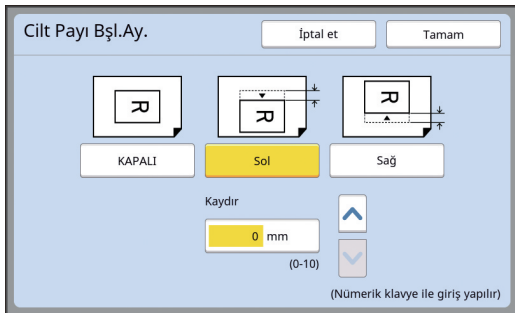 Cilt Payı Bşl.Ay.
İptal et
Tamam
R
R
R
KAPALI
Sol
Sağ
Kaydır
0 mm
(0-10)
(Nümerik klavye ile giriş yapılır)